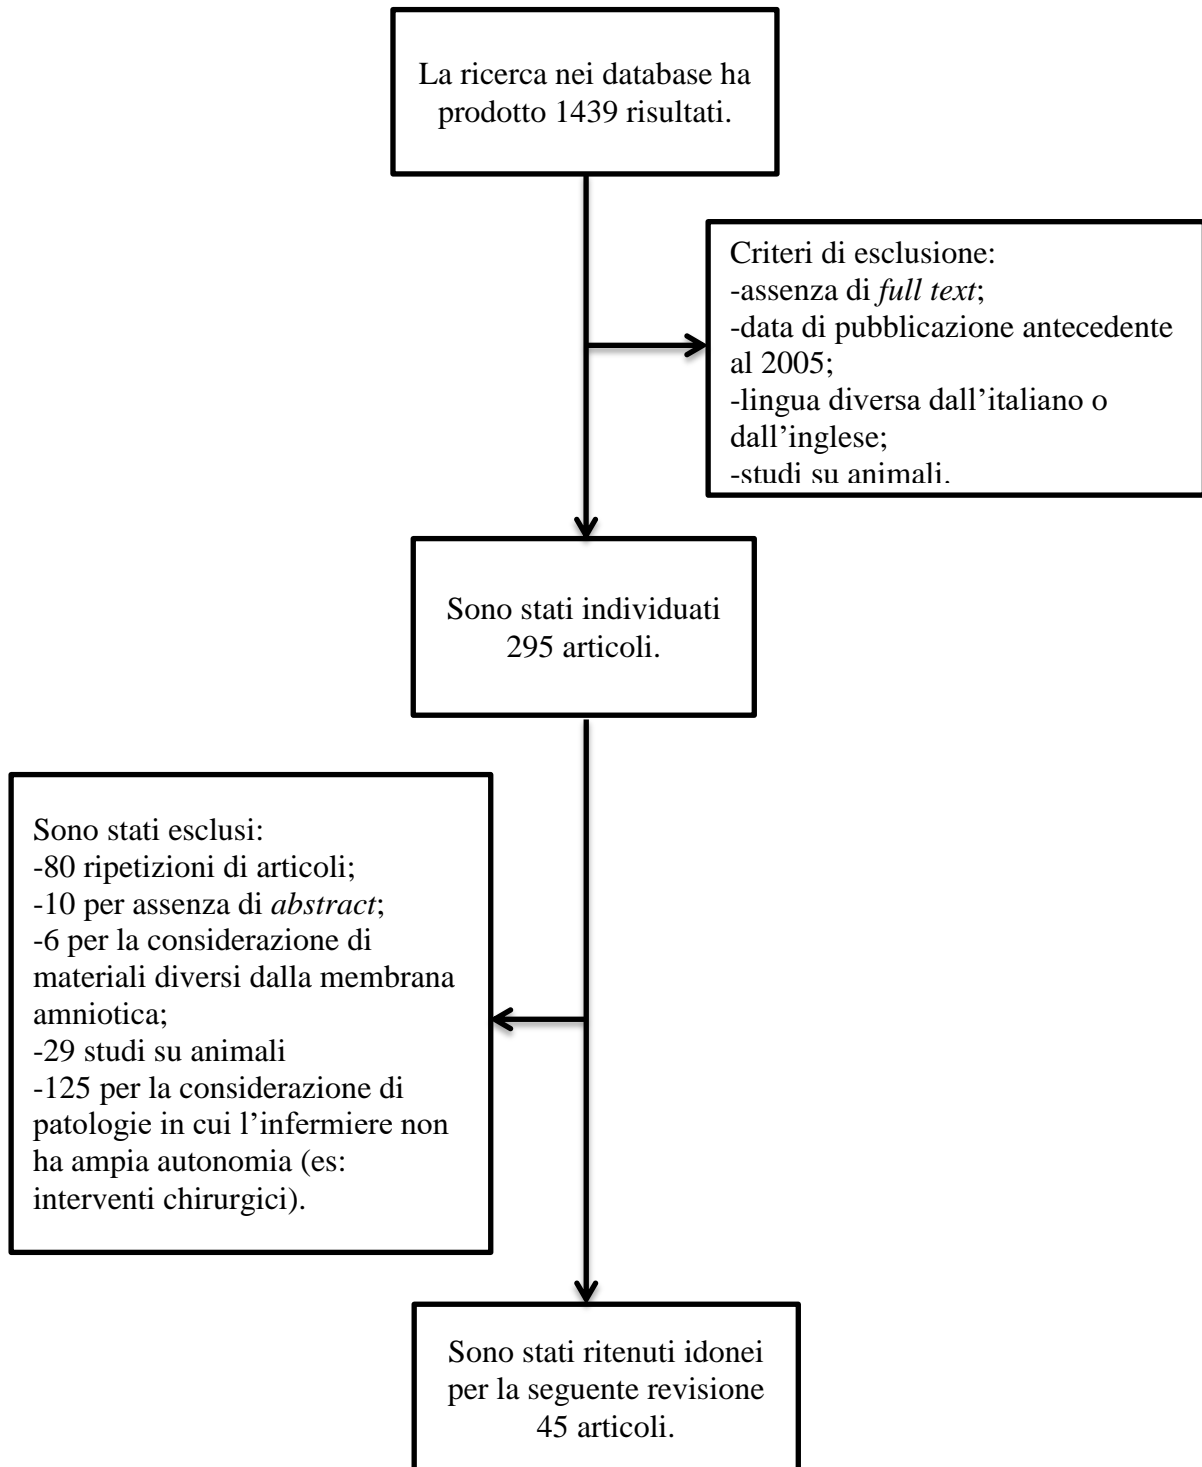 La ricerca nei database ha
prodotto 1439 risultati.
Criteri di esclusione:
-assenza di full text;
-data di pubblicazione antecedente
al 2005;
-lingua diversa dall’italiano o
dall’inglese;
-studi su animali.
Sono stati individuati
295 articoli.
Sono stati esclusi:
-80 ripetizioni di articoli;
-10 per assenza di abstract;
-6 per la considerazione di
materiali diversi dalla membrana
amniotica;
-29 studi su animali
-125 per la considerazione di
patologie in cui l’infermiere non
ha ampia autonomia (es:
interventi chirurgici).
Sono stati ritenuti idonei
per la seguente revisione
45 articoli.